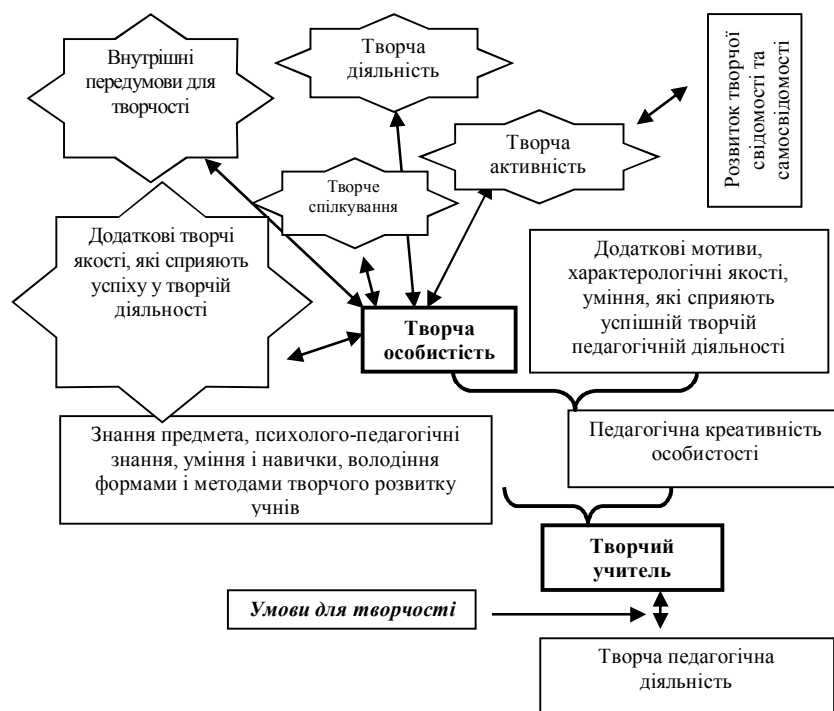 Внутрішні
передумови для
творчості
Творча
діяльність
Творча
активність
Розвиток творчої
свідомості та
самосвідомості
Творче
спілкування
Додаткові творчі
якості, які сприяють
успіху у творчій
діяльності
Додаткові мотиви,
характерологічні якості,
уміння, які сприяють
успішній творчій
педагогічній діяльності
Творча
особистість
Знання предмета, психолого-педагогічні
знання, уміння і навички, володіння
формами і методами творчого розвитку
учнів
Педагогічна креативність
особистості
Творчий
учитель
Умови для творчості
Творча педагогічна
діяльність